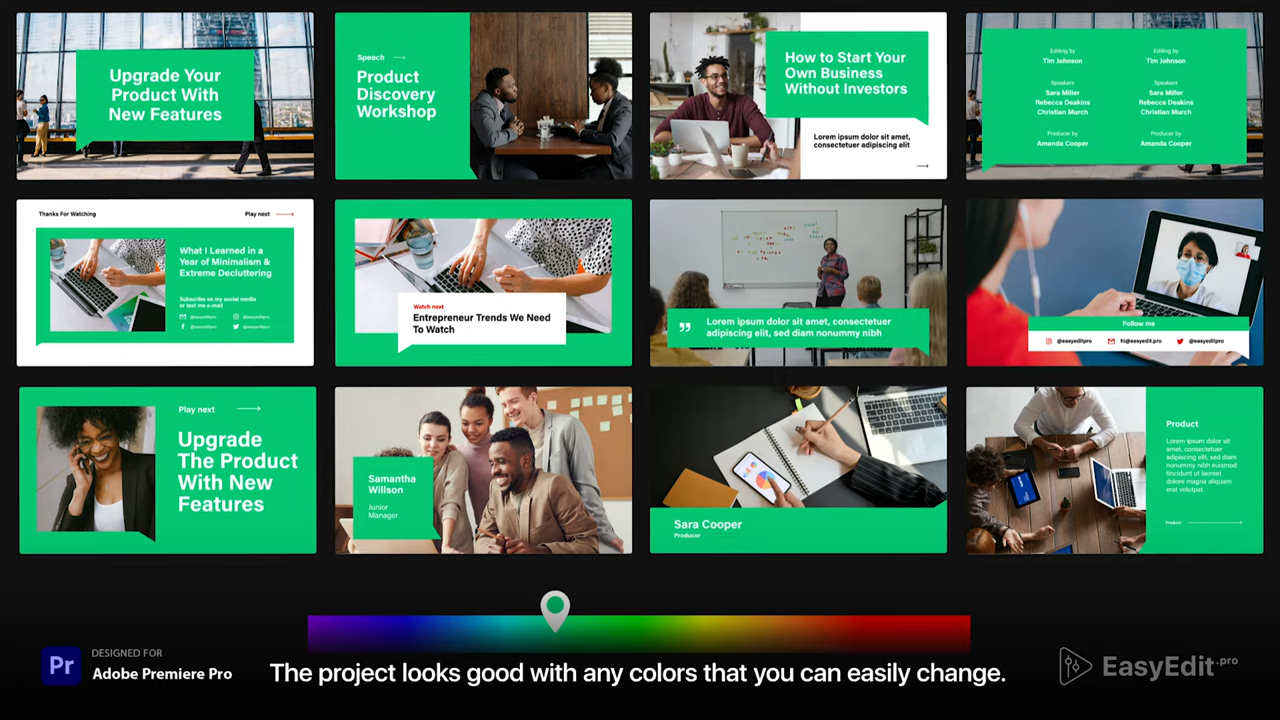 Upgrade Your
Product With
New Features
Speech
Product
Discovery
Workshop
How to Start Your
Own Business
Without Investors
Lorem ipsum dolor sit amet,
consectetuer adipiscing elit
Editing by
Tim Johnson
Speakers
Sara Miller
Rebecca Deakins
Christian Murch
Producer by
Amanda Cooper
Editing by
Tim Johnson
Speakers
Sara Miller
Rebecca Deakins
Christian Murch
Producer by
Amanda Cooper
Thanks For Watching
Play next
What I Learned in a
Year of Minimalism &
Extreme Decluttering
Subscribe on my social media
or text me e-mail
@easyeditpro
@easyeditpro
@easyeditpro
@easyeditpro
Watch next
Entrepreneur Trends We Need
To Watch
Lorem ipsum dolor sit amet, consectetuer
adipiscing elit, sed diam nonummy nibh
Follow me
@easyeditpro
hi@easyedit.pro
@easyeditpro
Play next
Upgrade
The Product
With New
Features
Samantha
Willson
Junior
Manager
Sara Cooper
Producer
Product
Lorem ipsum dolor sit
amet, consectetuer
adipiscing elit, sed diam
nonummy nibh euismod
tincidunt ut laoreet
dolore magna aliquam
erat volutpat.
Product
Pr
DESIGNED FOR
Adobe Premiere Pro
The project looks good with any colors that you can easily change.
EasyEdit.pro